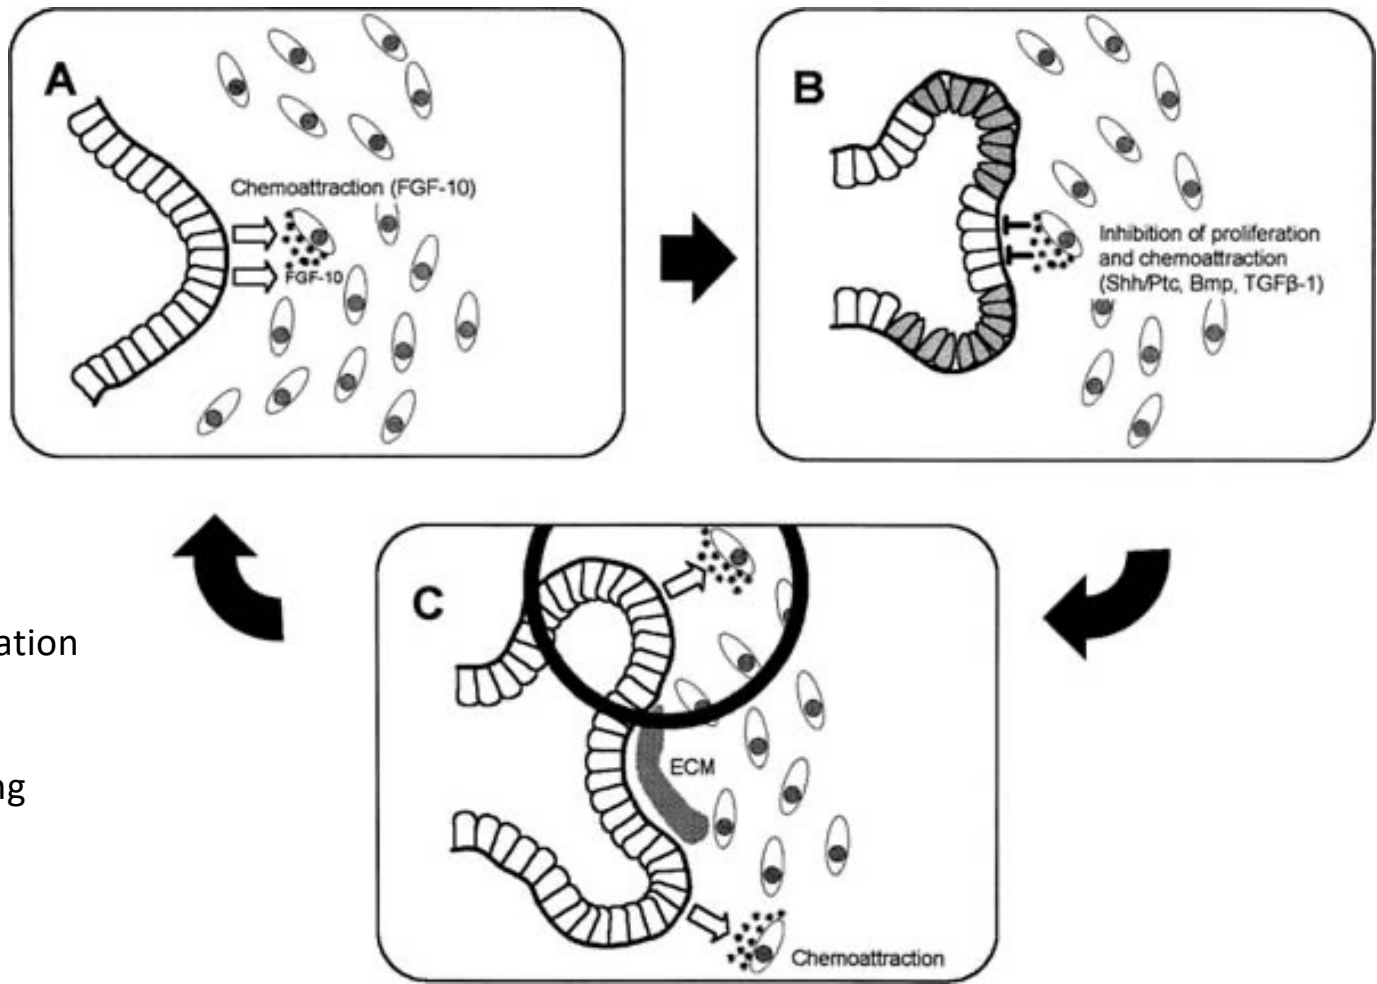 A
Chemoattraction (FGF-10)
FGF-10
B
Inhibition of proliferation
and chemoattraction
(Shh/Ptc, Bmp, TGFβ-1)
ation
ng
C
ECM
Chemoattraction